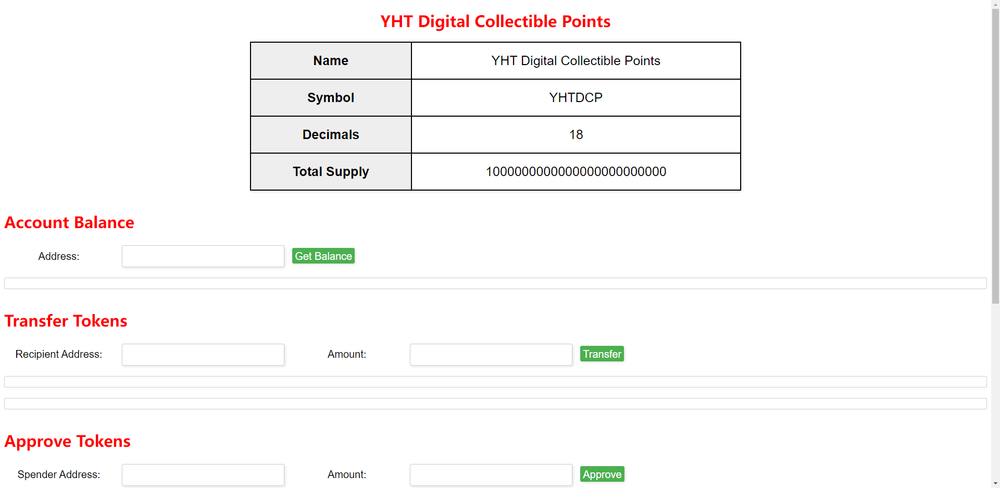 YHT Digital Collectible Points
Name YHT Digital Collectible Points
Symbol YHTDCP
Decimals 18
Total Supply 1000000000000000000000000
Account Balance
Address: Get Balance
Transfer Tokens
Recipient Address: Amount: Transfer
Approve Tokens
Spender Address: Amount: Approve